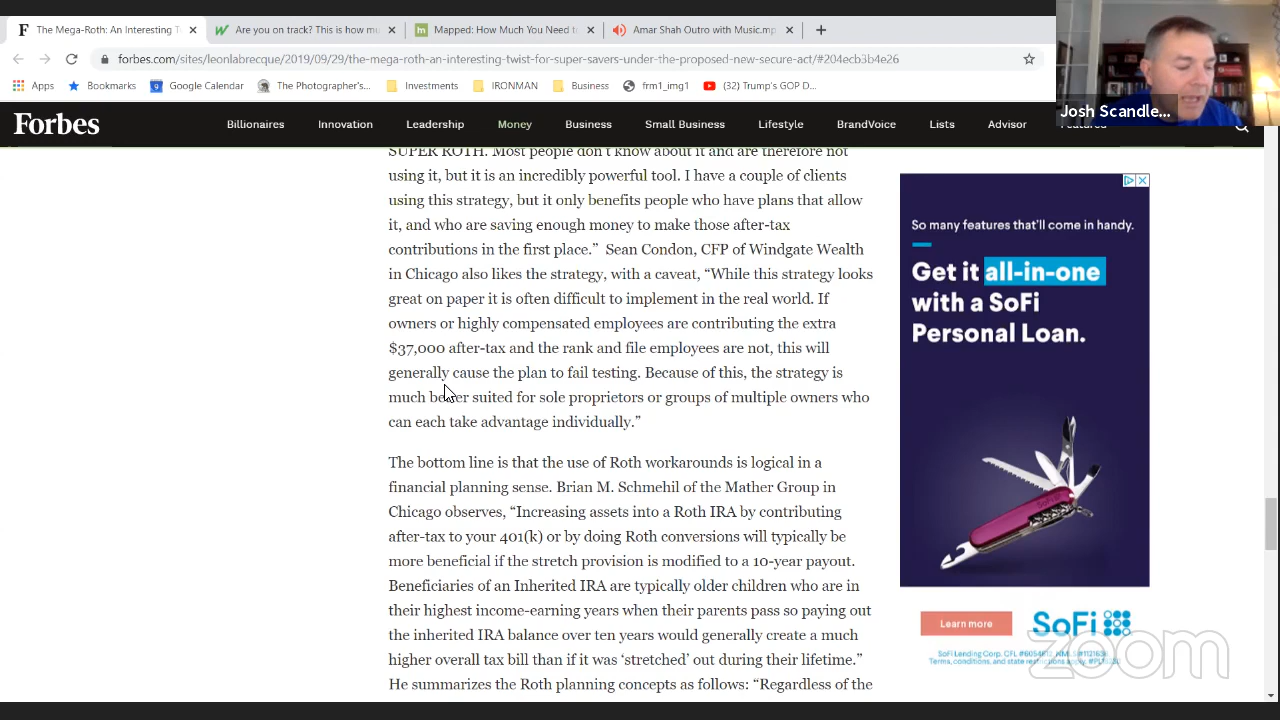 F The Mega-Roth: An Interesting T
Are you on track? This is how mu
m Mapped: How Much You Need t
Amar Shah Outro with Music.mp
forbes.com/sites/leonlabrecque/2019/09/29/the-mega-rothan-interesting-twist-for-super-savers-under-the-proposed-new-secure-act/#204ecb3b4e26
Apps Bookmarks Google Calendar The Photographer... Investments IRONMAN Business frm1_img1 (32) Trump's GOP D...
Josh Scandle...
Forbes
Billionaires Innovation Leadership Money Business Small Business Lifestyle BrandVoice Lists Advisor Featured
SUPER ROTH. Most people don't know about it and are therefore not
using it, but it is an incredibly powerful tool. I have a couple of clients
using this strategy, but it only benefits people who have plans that allow
it, and who are saving enough money to make those after-tax
contributions in the first place.” Sean Condon, CFP of Windgate Wealth
in Chicago also likes the strategy, with a caveat, “While this strategy looks
great on paper it is often difficult to implement in the real world. If
owners or highly compensated employees are contributing the extra
$37,000 after-tax and the rank and file employees are not, this will
generally cause the plan to fail testing. Because of this, the strategy is
much better suited for sole proprietors or groups of multiple owners who
can each take advantage individually.”
The bottom line is that the use of Roth workarounds is logical in a
financial planning sense. Brian M. Schmehil of the Mather Group in
Chicago observes, “Increasing assets into a Roth IRA by contributing
after-tax to your 401(k) or by doing Roth conversions will typically be
more beneficial if the stretch provision is modified to a 10-year payout.
Beneficiaries of an Inherited IRA are typically older children who are in
their highest income-earning years when their parents pass so paying out
the inherited IRA balance over ten years would generally create a much
higher overall tax bill than if it was ‘stretched’ out during their lifetime.”
He summarizes the Roth planning concepts as follows: “Regardless of the
So many features that'll come in handy.
Get it all-in-one
with a SoFi
Personal Loan.
Learn more
SoFi
SoFi Lending Corp. CFL
Terms, conditions, and state restrictions apply.
zoom